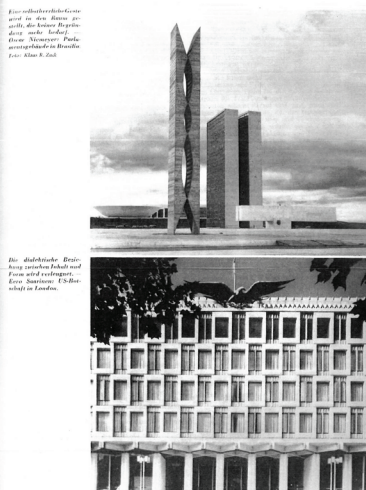 Eine selbstherrliche Geste
wird in den Raum ge-
stellt, die keiner Begrün-
dung mehr bedarf. —
Oscar Niemeyer: Parla-
mentsgebäude in Brasilia.
Foto: Klaus R. Zach
Die dialektische Bezie-
hung zwischen Inhalt und
Form wird verleugnet. —
Eero Saarinen: US-Bot-
schaft in London.